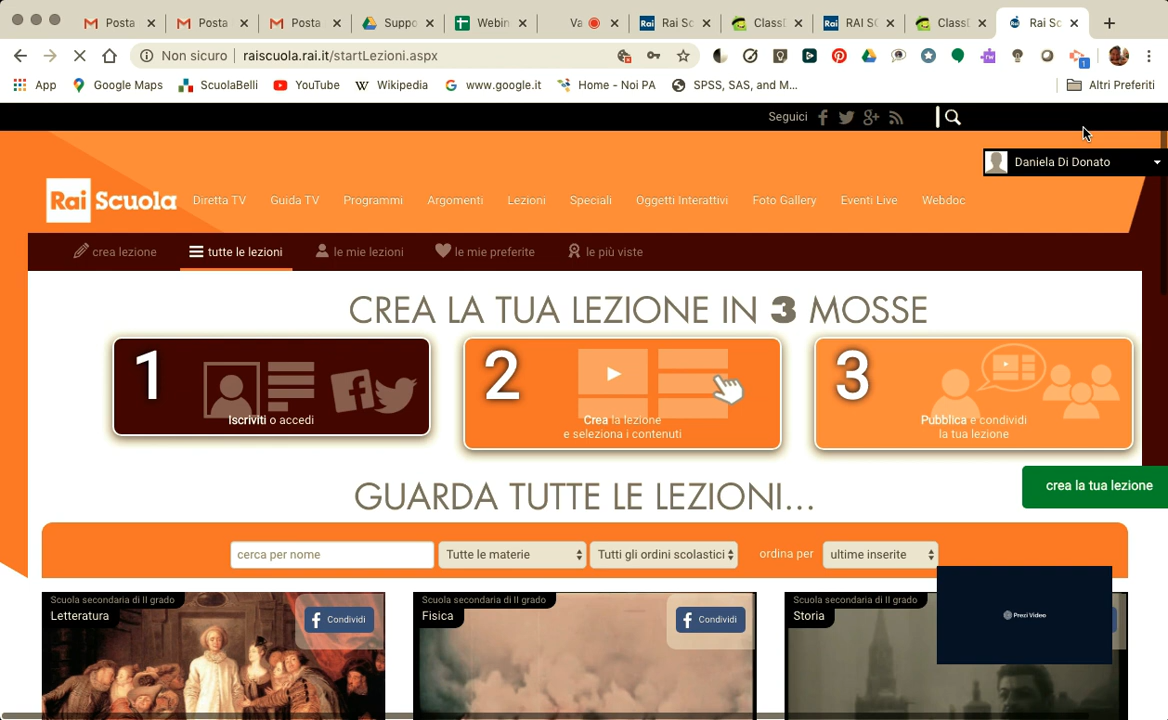 Posta
Posta
Posta
Suppo
Webin
Va
Rai Sc
ClassD
RAI SC
ClassD
Rai Sc
Non sicuro
raiscuola.rai.it/startLezioni.aspx
App
Google Maps
ScuolaBelli
YouTube
Wikipedia
www.google.it
Home - Noi PA
SPSS, SAS, and M...
Altri Preferiti
Seguici
Daniela Di Donato
Rai Scuola
Diretta TV
Guida TV
Programmi
Argomenti
Lezioni
Speciali
Oggetti Interattivi
Foto Gallery
Eventi Live
Webdoc
crea lezione
tutte le lezioni
le mie lezioni
le mie preferite
le più viste
CREA LA TUA LEZIONE IN 3 MOSSE
1
Iscriviti o accedi
2
Crea la lezione
e seleziona i contenuti
3
Pubblica e condividi
la tua lezione
crea la tua lezione
GUARDA TUTTE LE LEZIONI...
cerca per nome
Tutte le materie
Tutti gli ordini scolastici
ordina per
ultime inserite
Scuola secondaria di II grado
Letteratura
Condividi
Scuola secondaria di II grado
Fisica
Condividi
Scuola secondaria di II grado
Storia
Prezi Video